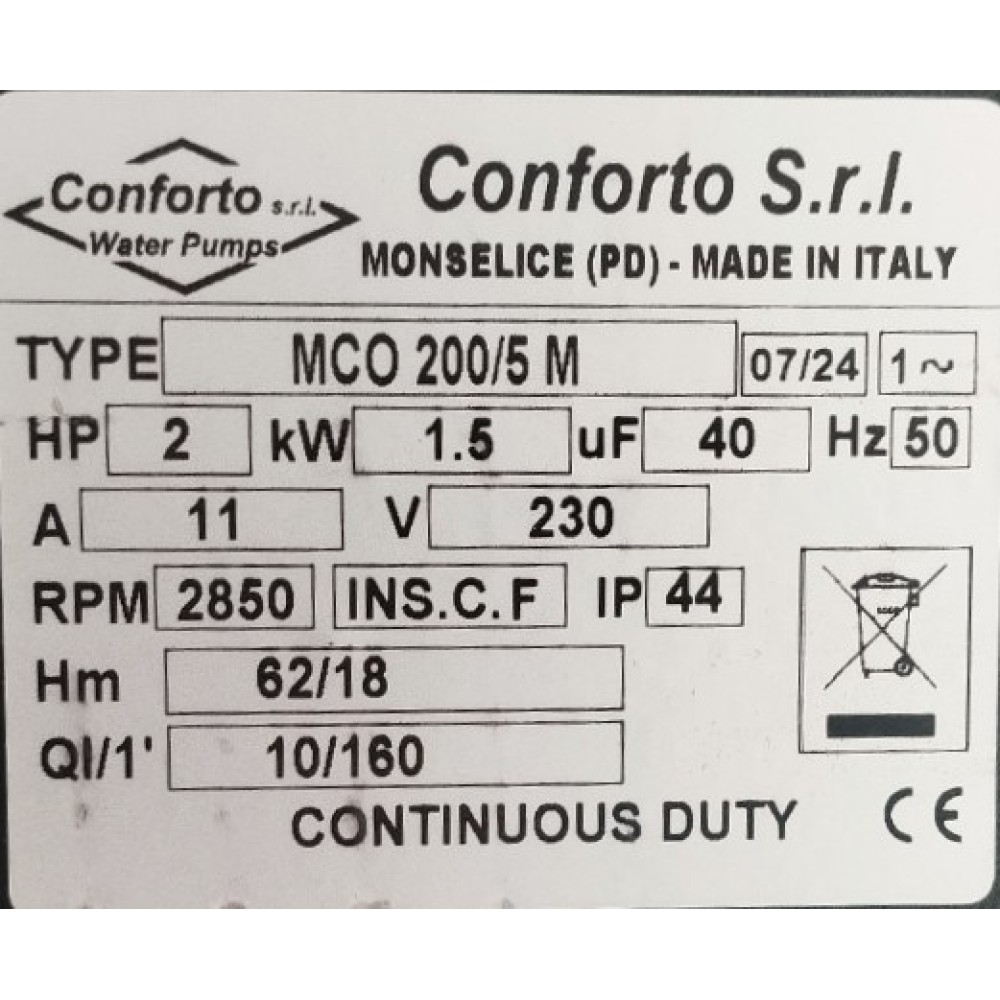 Conforto s.r.l.
Water Pumps
Conforto S.r.l.
MONSELICE (PD) - MADE IN ITALY
TYPE MCO 200/5 M 07/24 1~
HP 2 kW 1.5 uF 40 Hz 50
A 11 V 230
RPM 2850 INS.C.F IP 44
Hm 62/18
Ql/1' 10/160
CONTINUOUS DUTY CE